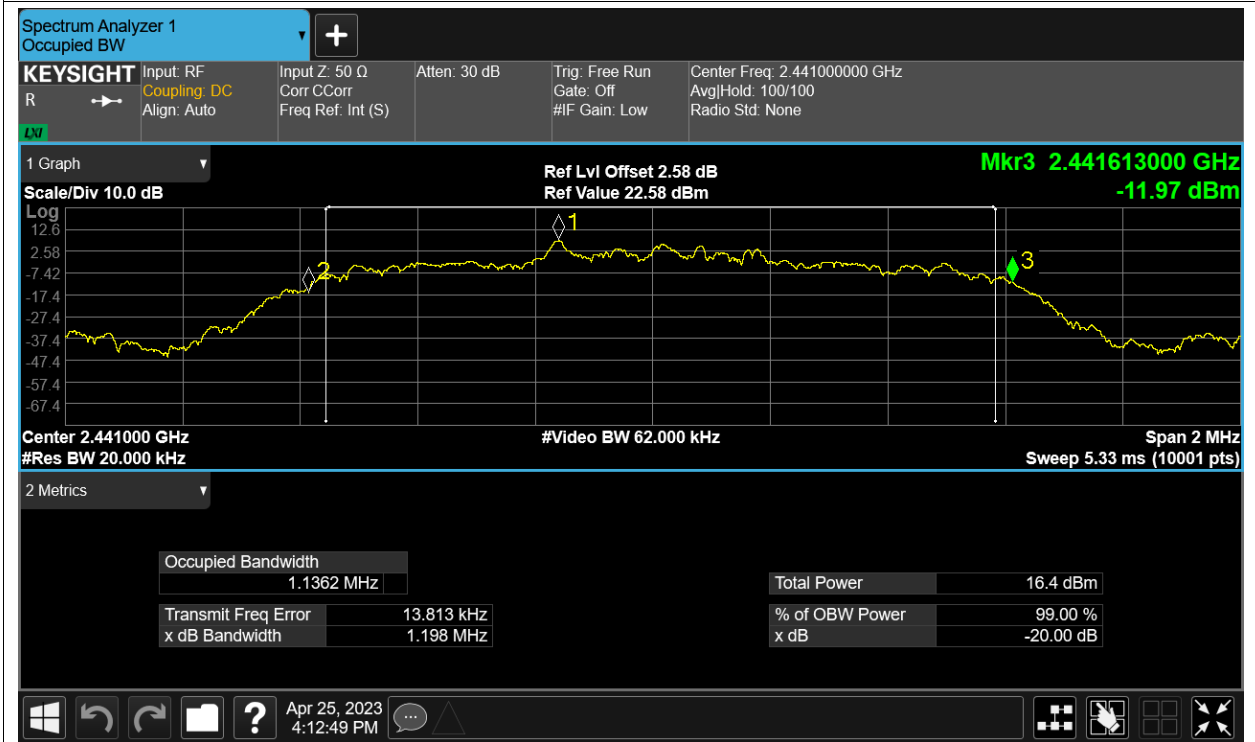 Spectrum Analyzer 1
Occupied BW
KEYSIGHT
R
LXI
Input: RF
Coupling: DC
Align: Auto
Input Z: 50 Ω
Corr CCorr
Freq Ref: Int (S)
Atten: 30 dB
Trig: Free Run
Gate: Off
#IF Gain: Low
Center Freq: 2.441000000 GHz
Avg|Hold: 100/100
Radio Std: None
1 Graph
Scale/Div 10.0 dB
Ref Lvl Offset 2.58 dB
Ref Value 22.58 dBm
Mkr3 2.441613000 GHz
-11.97 dBm
Log
12.6
2.58
-7.42
-17.4
-27.4
-37.4
-47.4
-57.4
-67.4
1
2
3
Center 2.441000 GHz
#Res BW 20.000 kHz
#Video BW 62.000 kHz
Span 2 MHz
Sweep 5.33 ms (10001 pts)
2 Metrics
Occupied Bandwidth
1.1362 MHz
Transmit Freq Error 13.813 kHz
x dB Bandwidth 1.198 MHz
Total Power 16.4 dBm
% of OBW Power 99.00 %
x dB -20.00 dB
Apr 25, 2023
4:12:49 PM